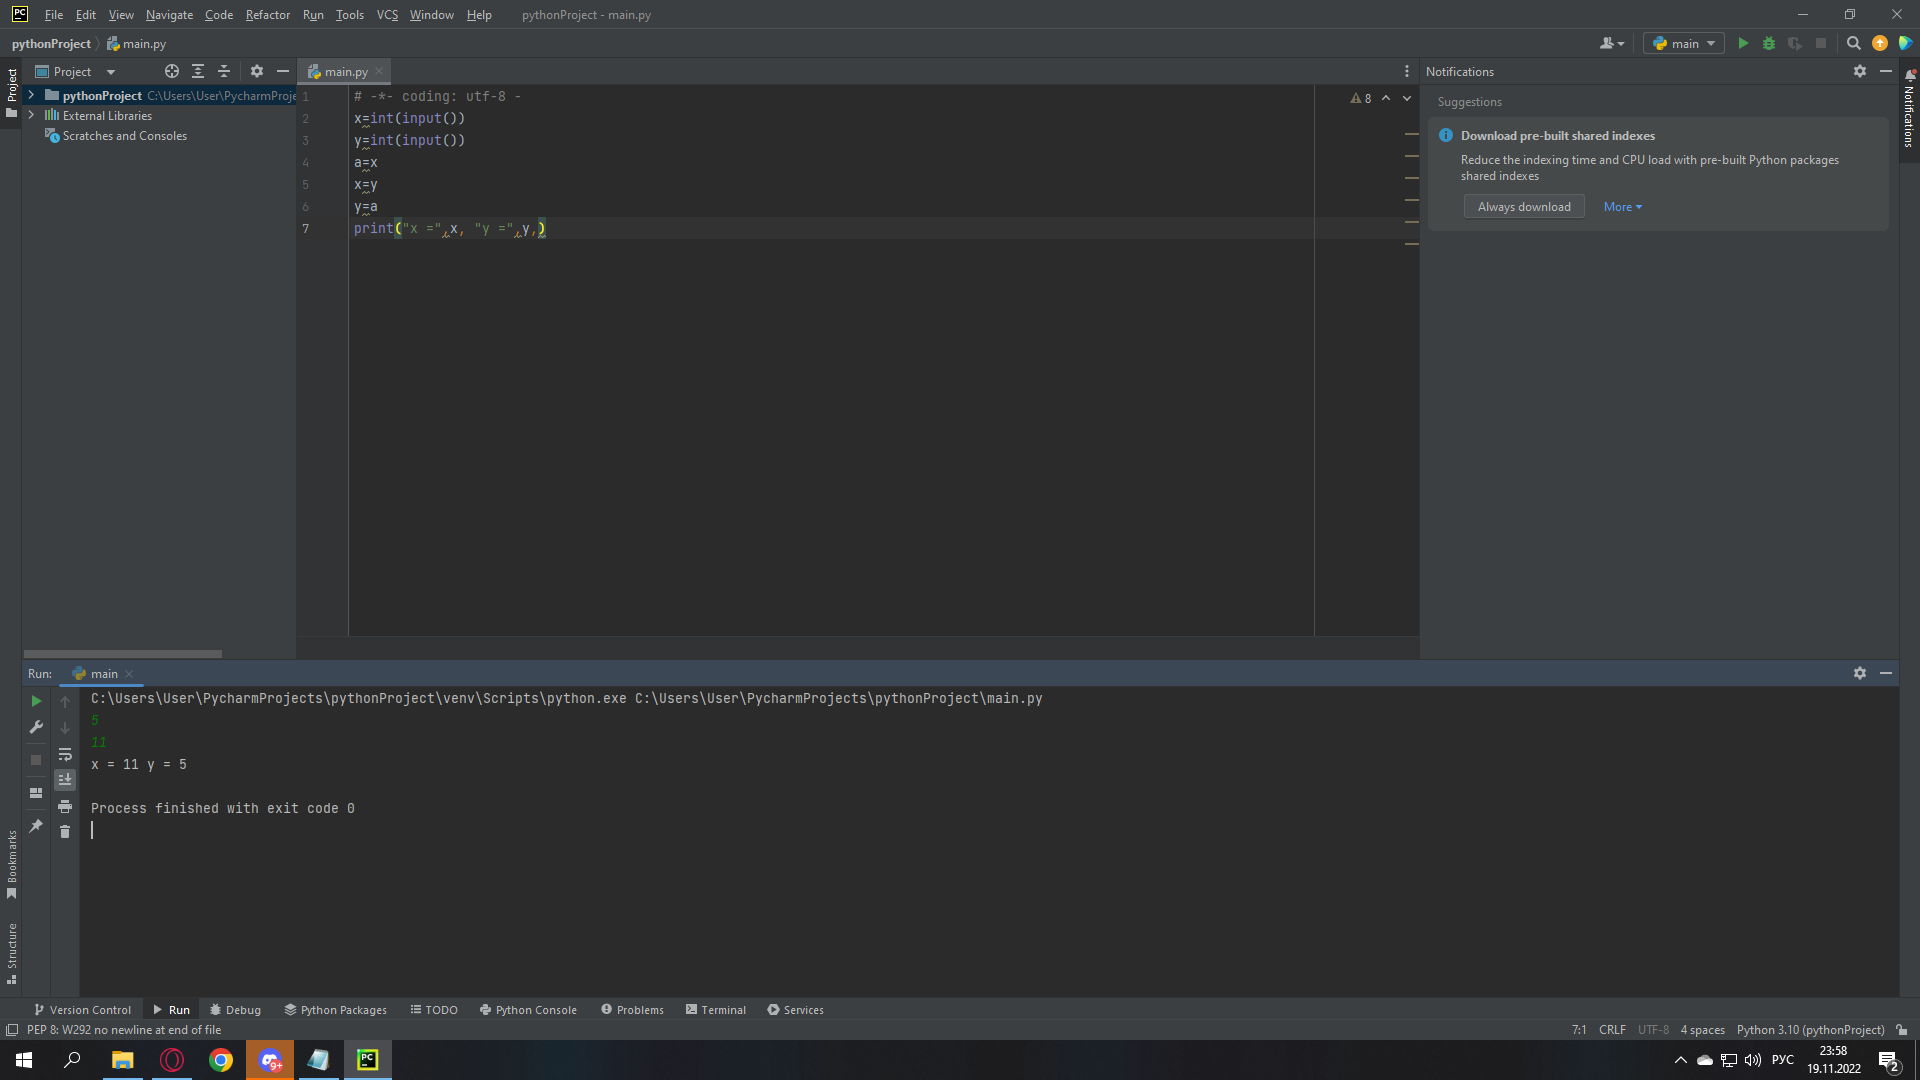 PC File Edit View Navigate Code Refactor Run Tools VCS Window Help pythonProject - main.py
pythonProject main.py main
Project main.py Notifications
pythonProject C:\Users\User\PycharmProje
External Libraries
Scratches and Consoles
1 # -*- coding: utf-8 -
2 x=int(input())
3 y=int(input())
4 a=x
5 x=y
6 y=a
7 print("x =",x, "y =",y,)
8
Suggestions
Download pre-built shared indexes
Reduce the indexing time and CPU load with pre-built Python packages
shared indexes
Always download More
Project
Notifications
Run: main
C:\Users\User\PycharmProjects\pythonProject\venv\Scripts\python.exe C:\Users\User\PycharmProjects\pythonProject\main.py
5
11
x = 11 y = 5
Process finished with exit code 0
Bookmarks
Structure
Version Control Run Debug Python Packages TODO Python Console Problems Terminal Services
PEP 8: W292 no newline at end of file 7:1 CRLF UTF-8 4 spaces Python 3.10 (pythonProject)
9+ PC РУС 23:58
19.11.2022 2